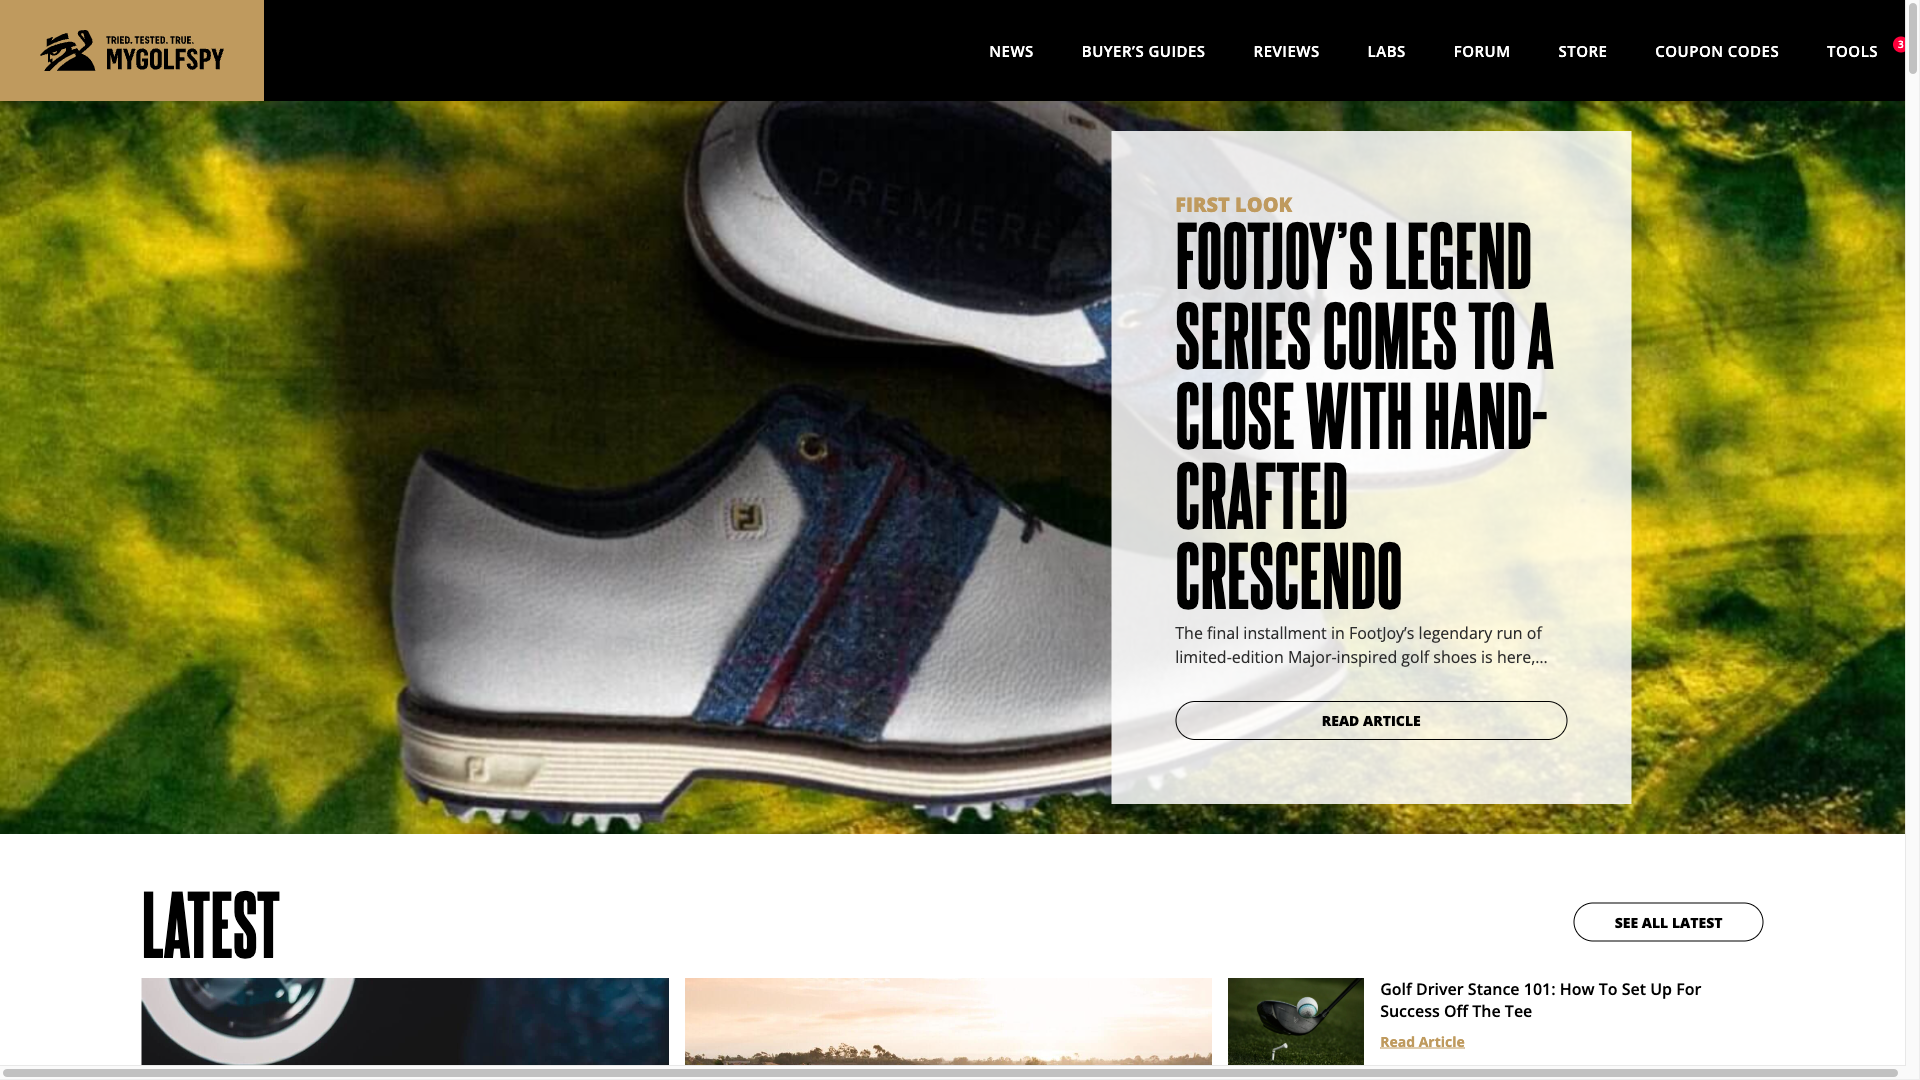 TRIED. TESTED. TRUE.
MYGOLFSPY
NEWS
BUYER'S GUIDES
REVIEWS
LABS
FORUM
STORE
COUPON CODES
TOOLS
3
PREMIERE
FIRST LOOK
FOOTJOY'S LEGEND
SERIES COMES TO A
CLOSE WITH HAND-
CRAFTED
CRESCENDO
The final installment in FootJoy's legendary run of
limited-edition Major-inspired golf shoes is here,...
READ ARTICLE
FJ
LATEST
SEE ALL LATEST
Golf Driver Stance 101: How To Set Up For
Success Off The Tee
Read Article